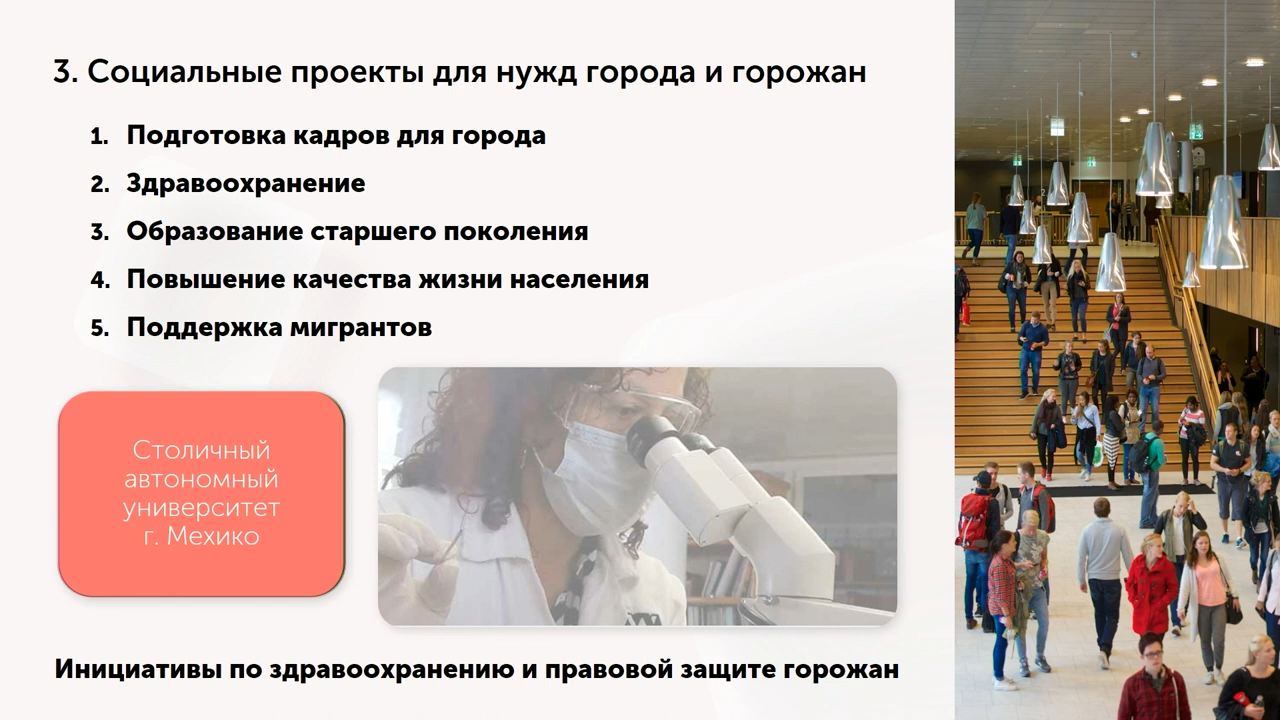 3. Социальные проекты для нужд города и горожан
1. Подготовка кадров для города
2. Здравоохранение
3. Образование старшего поколения
4. Повышение качества жизни населения
5. Поддержка мигрантов
Столичный
автономный
университет
г. Мехико
Инициативы по здравоохранению и правовой защите горожан